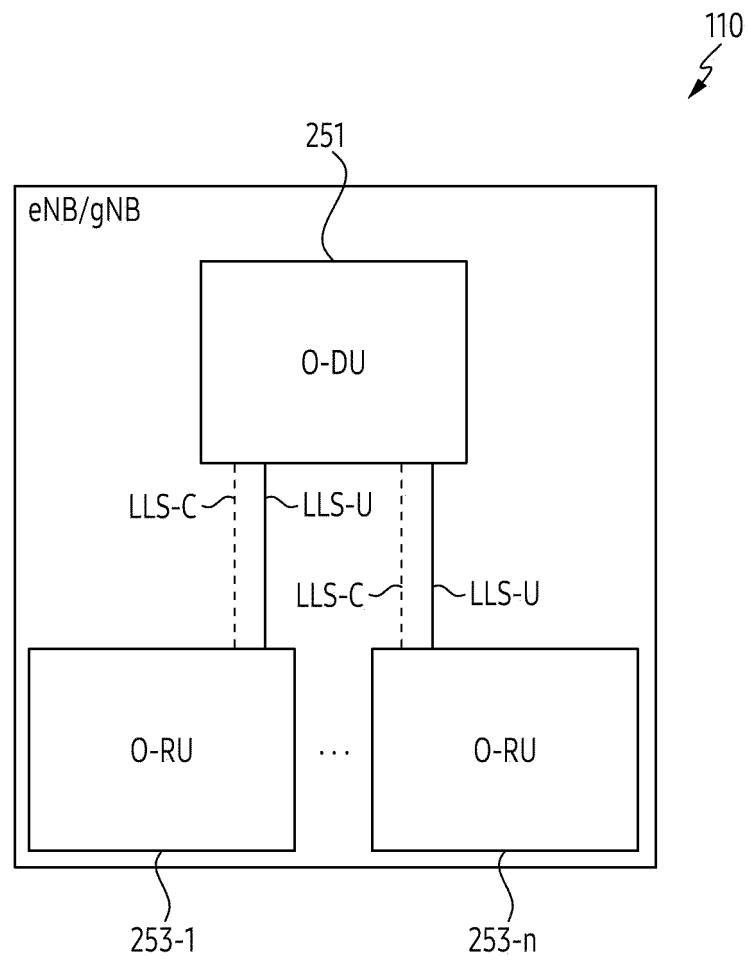 110
251
eNB/gNB
O-DU
LLS-C
LLS-U
LLS-C
LLS-U
O-RU
...
O-RU
253-1
253-n